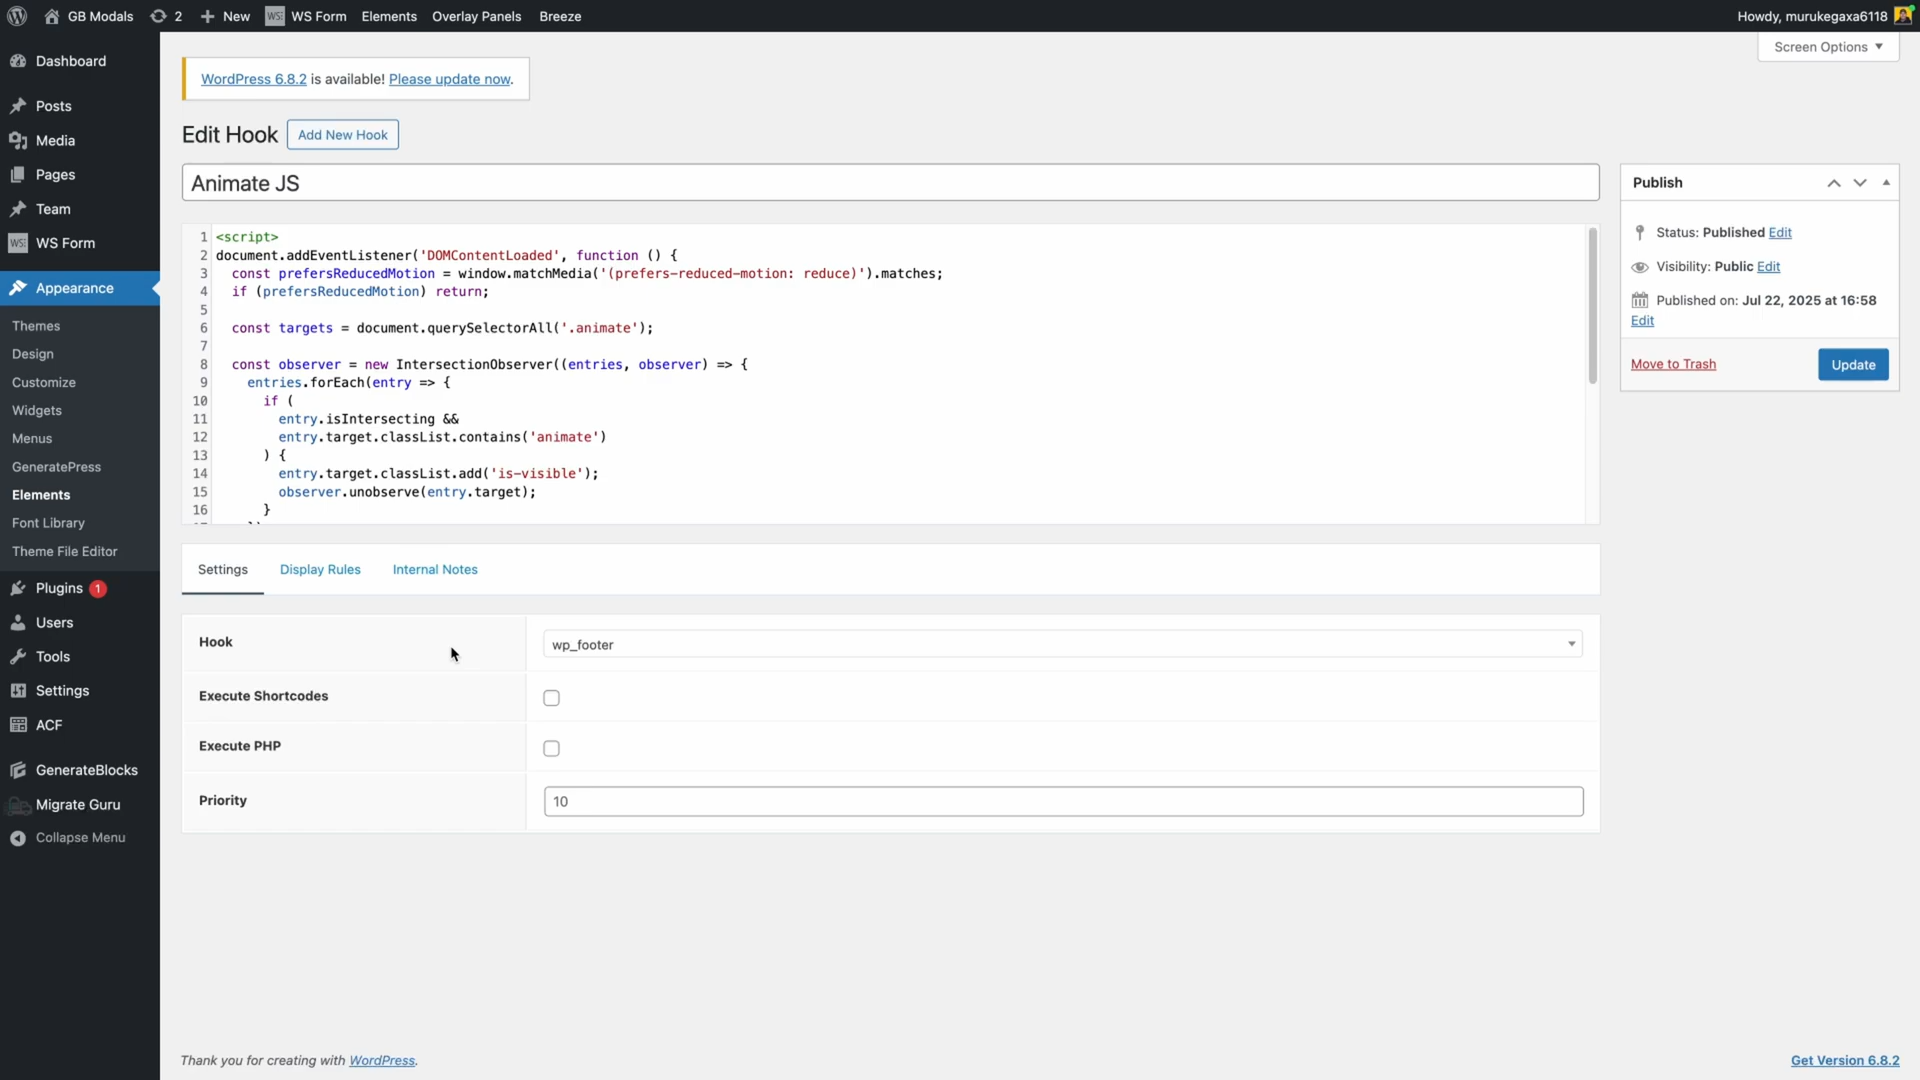 GB Modals 2 New WS Form Elements Overlay Panels Breeze Howdy, murukegaxa6118
Screen Options
WordPress 6.8.2 is available! Please update now.
Dashboard
Posts
Media
Pages
Team
WS Form
Appearance
Themes
Design
Customize
Widgets
Menus
GeneratePress
Elements
Font Library
Theme File Editor
Plugins 1
Users
Tools
Settings
ACF
GenerateBlocks
Migrate Guru
Collapse Menu
Edit Hook Add New Hook
Animate JS
1 <script>
2 document.addEventListener('DOMContentLoaded', function () {
3 const prefersReducedMotion = window.matchMedia('(prefers-reduced-motion: reduce)').matches;
4 if (prefersReducedMotion) return;
5
6 const targets = document.querySelectorAll('.animate');
7
8 const observer = new IntersectionObserver((entries, observer) => {
9 entries.forEach(entry => {
10 if (
11 entry.isIntersecting &&
12 entry.target.classList.contains('animate')
13 ) {
14 entry.target.classList.add('is-visible');
15 observer.unobserve(entry.target);
16 }
Settings Display Rules Internal Notes
Hook wp_footer
Execute Shortcodes
Execute PHP
Priority 10
Publish
Status: Published Edit
Visibility: Public Edit
Published on: Jul 22, 2025 at 16:58
Edit
Move to Trash Update
Thank you for creating with WordPress. Get Version 6.8.2